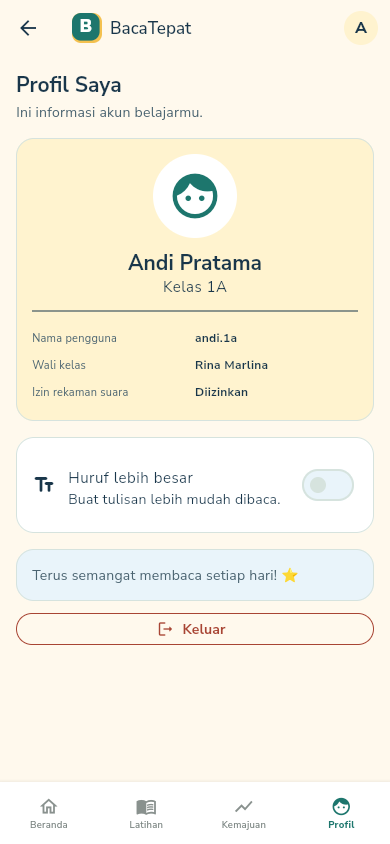 B BacaTepat A
Profil Saya
Ini informasi akun belajarmu.
Andi Pratama
Kelas 1A
Nama pengguna andi.1a
Wali kelas Rina Marlina
Izin rekaman suara Diizinkan
Tt Huruf lebih besar
Buat tulisan lebih mudah dibaca.
Terus semangat membaca setiap hari! ⭐
Keluar
Beranda Latihan Kemajuan Profil